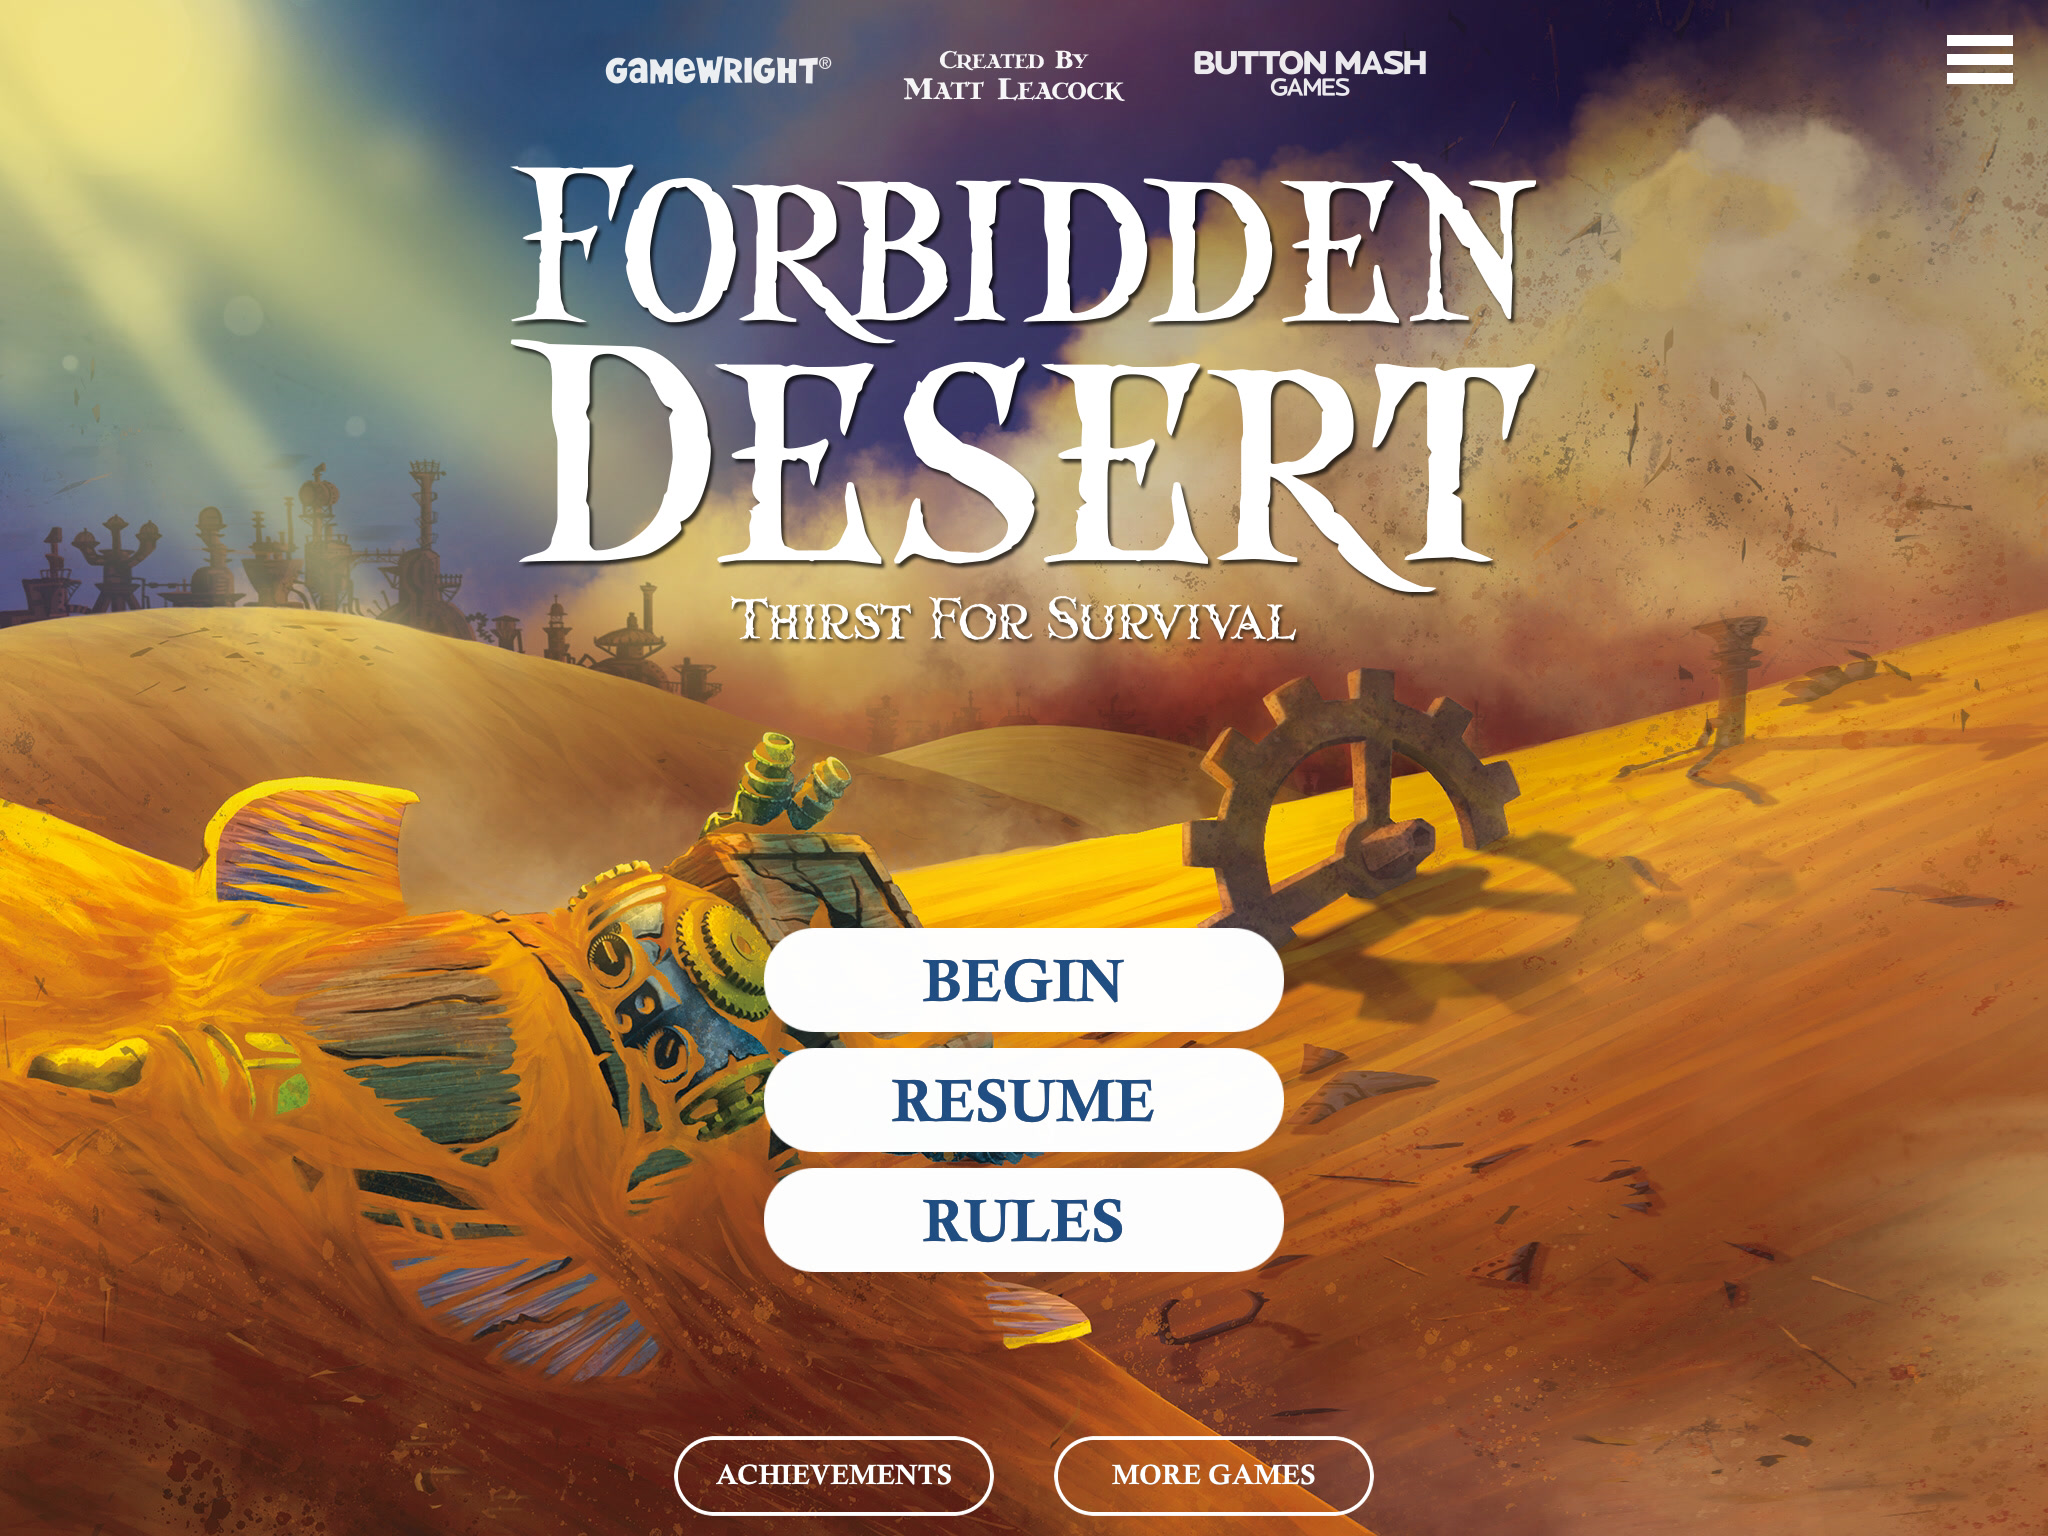 GAMEWRIGHT®
CREATED BY
MATT LEACOCK
BUTTON MASH
GAMES
FORBIDDEN
DESERT
THIRST FOR SURVIVAL
BEGIN
RESUME
RULES
ACHIEVEMENTS
MORE GAMES